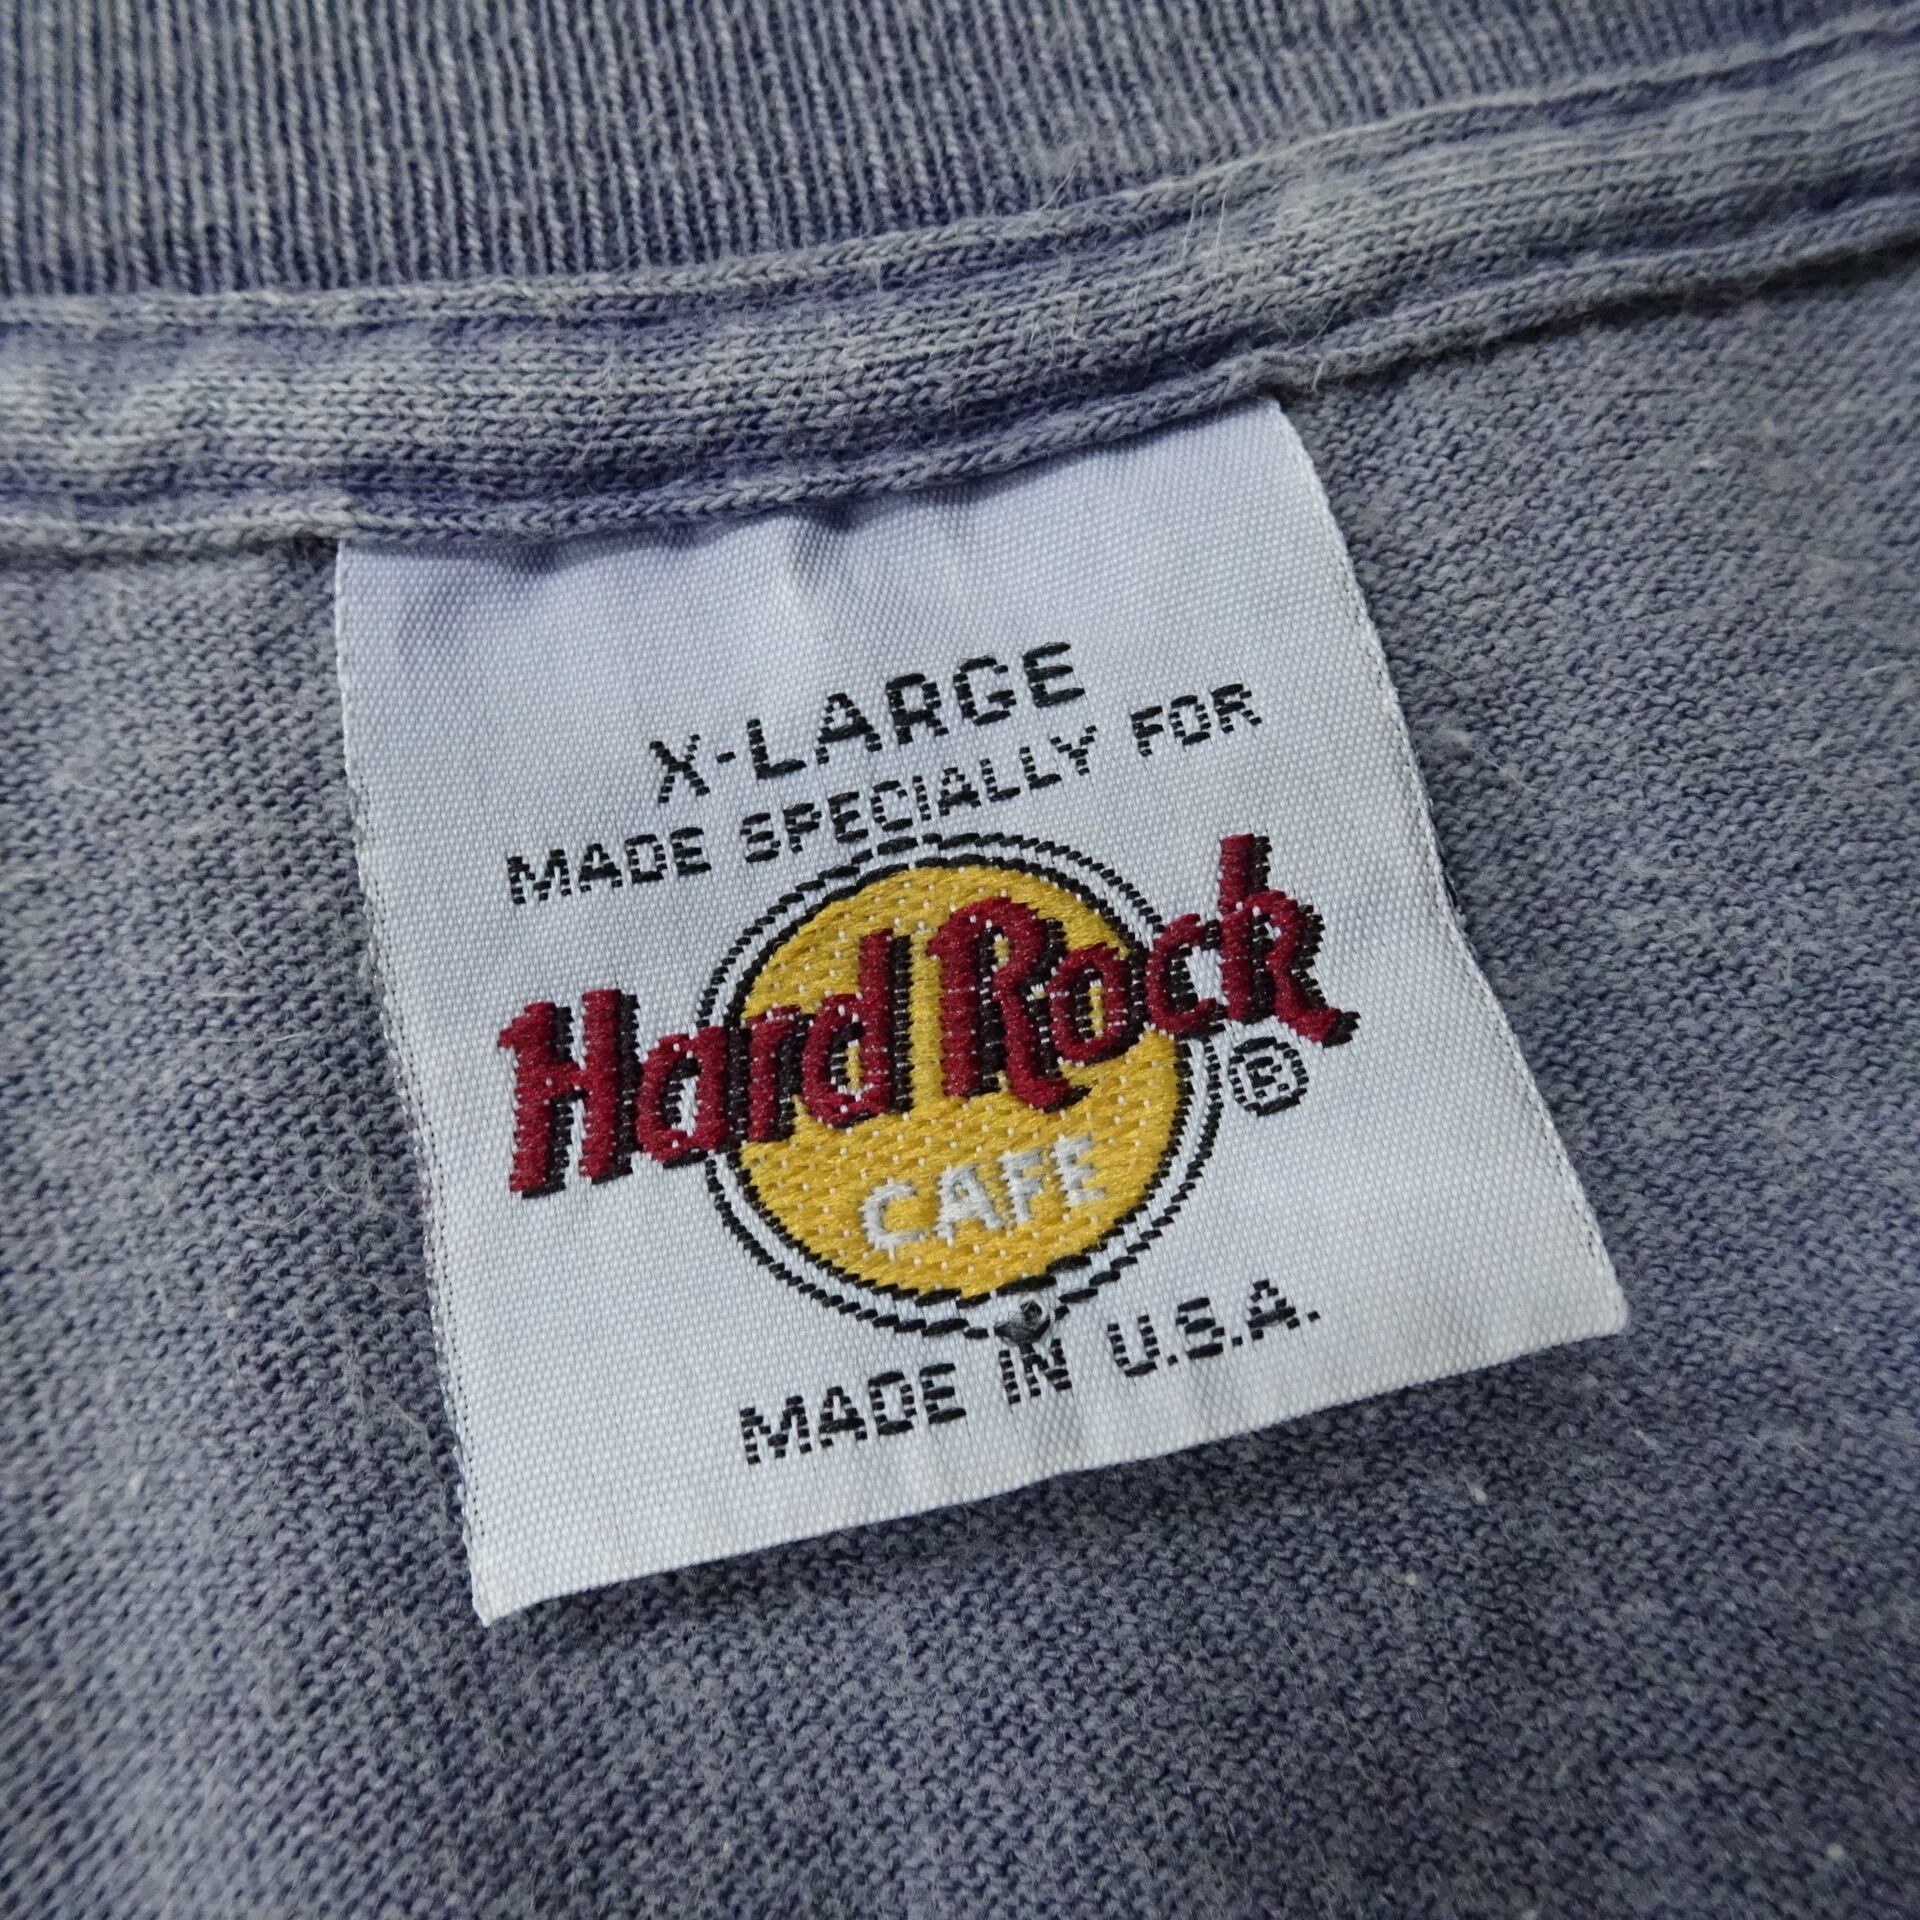 X-LARGE
MADE SPECIALLY FOR
Hard Rock
®
CAFE
MADE IN U.S.A.